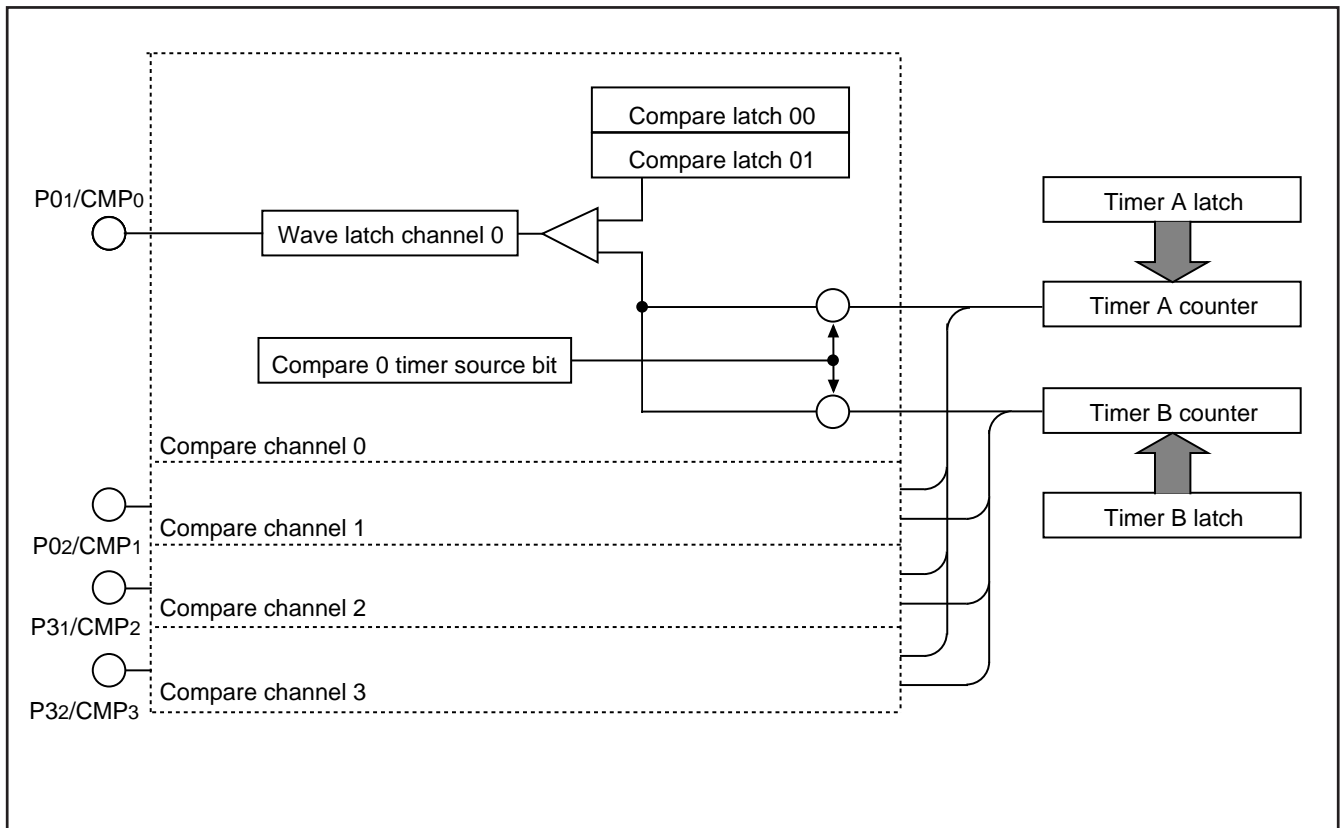 Compare latch 00
Compare latch 01
P01/CMP0
Wave latch channel 0
Timer A latch
Timer A counter
Compare 0 timer source bit
Timer B counter
Compare channel 0
Timer B latch
Compare channel 1
P02/CMP1
Compare channel 2
P31/CMP2
Compare channel 3
P32/CMP3